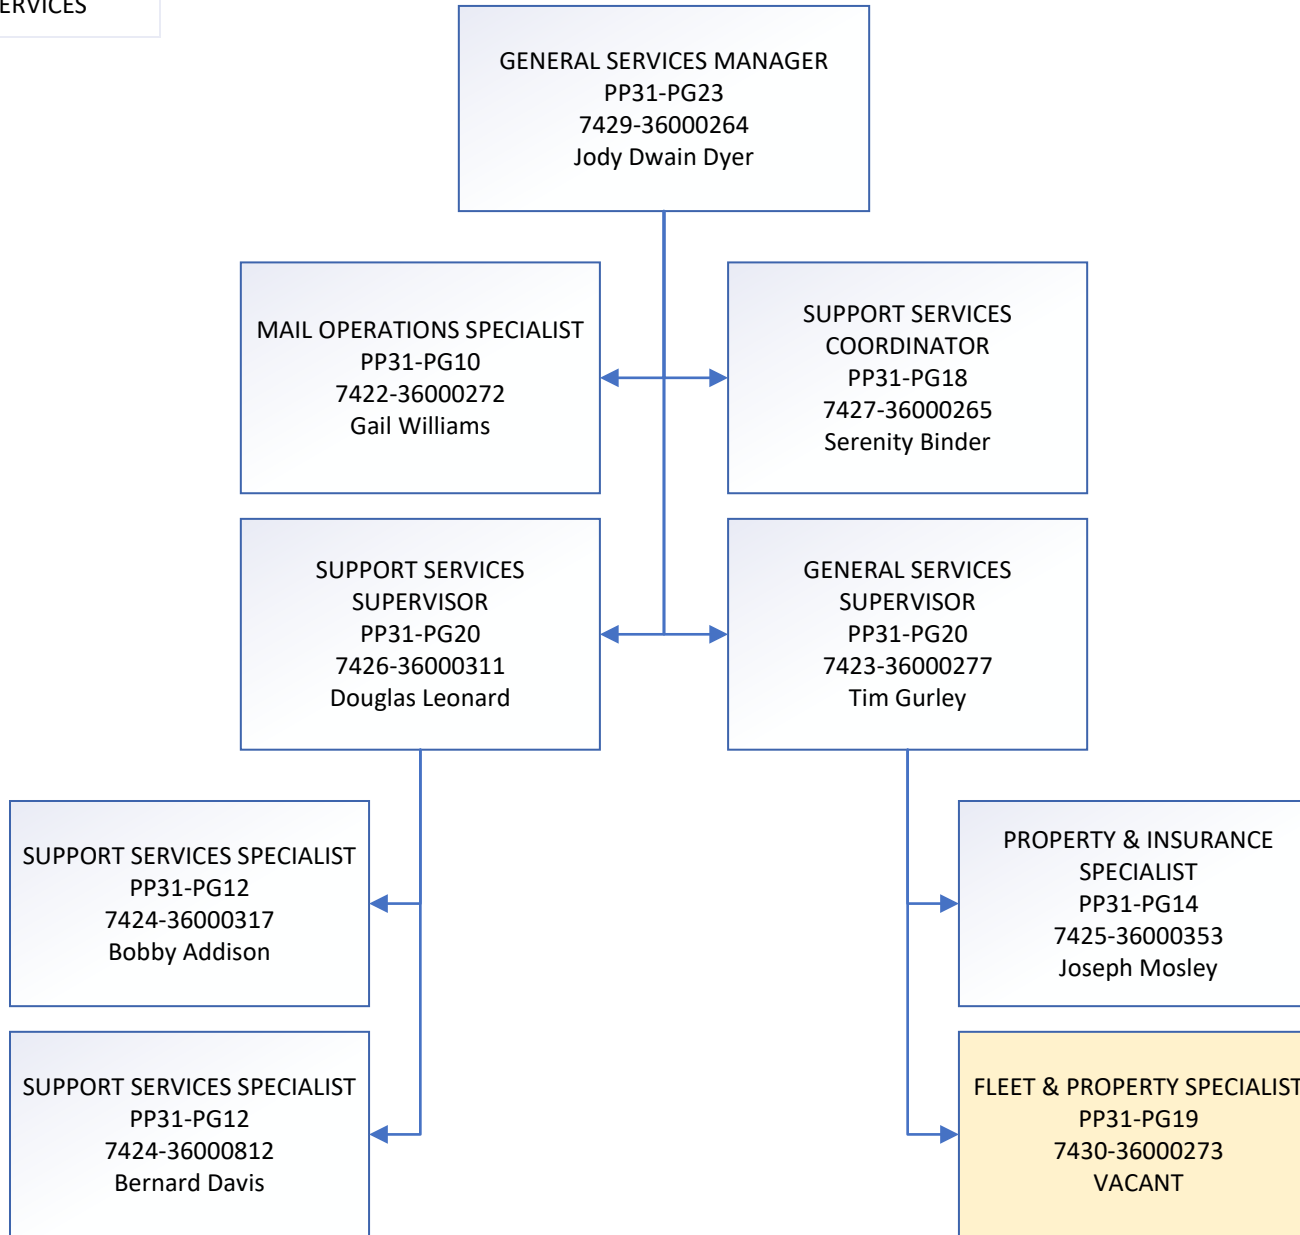 GENERAL SERVICES MANAGER
PP31-PG23
7429-36000264
Jody Dwain Dyer
MAIL OPERATIONS SPECIALIST
PP31-PG10
7422-36000272
Gail Williams
SUPPORT SERVICES
COORDINATOR
PP31-PG18
7427-36000265
Serenity Binder
SUPPORT SERVICES
SUPERVISOR
PP31-PG20
7426-36000311
Douglas Leonard
GENERAL SERVICES
SUPERVISOR
PP31-PG20
7423-36000277
Tim Gurley
SUPPORT SERVICES SPECIALIST
PP31-PG12
7424-36000317
Bobby Addison
PROPERTY & INSURANCE
SPECIALIST
PP31-PG14
7425-36000353
Joseph Mosley
SUPPORT SERVICES SPECIALIST
PP31-PG12
7424-36000812
Bernard Davis
FLEET & PROPERTY SPECIALIST
PP31-PG19
7430-36000273
VACANT